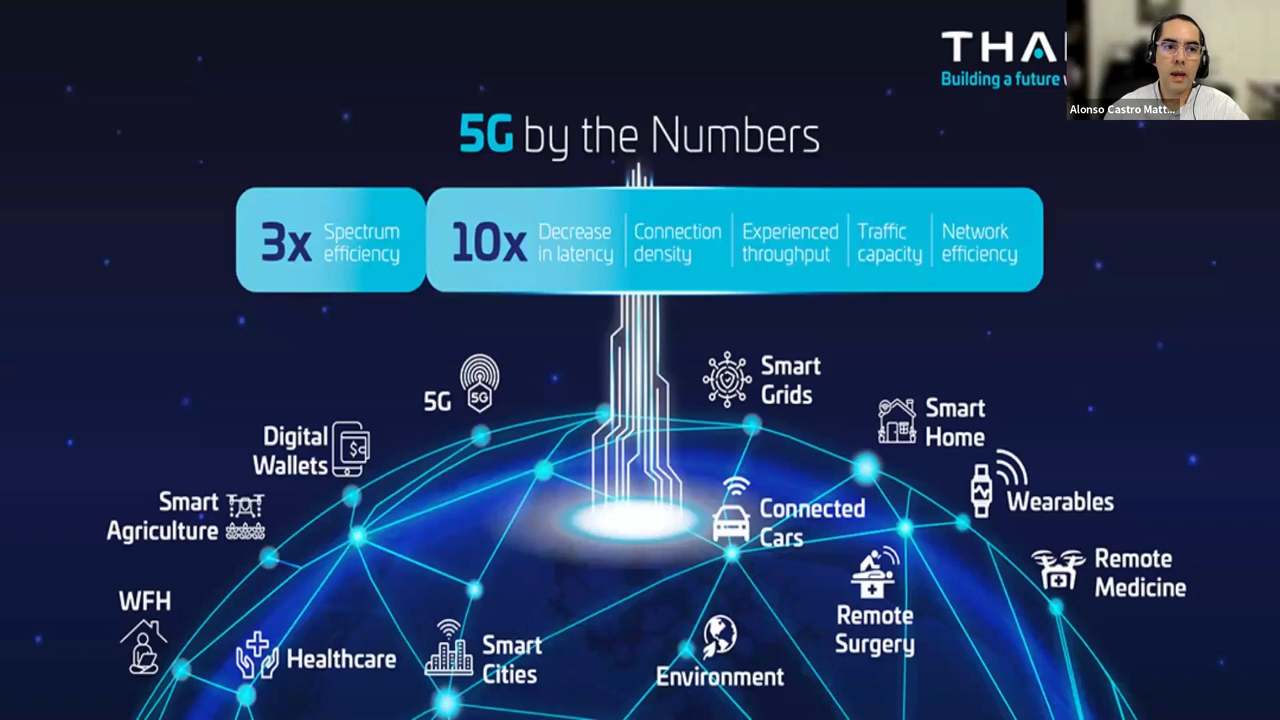 THA
Building a future
Alonso Castro Matt...
5G by the Numbers
3x Spectrum efficiency
10x Decrease in latency
Connection density
Experienced throughput
Traffic capacity
Network efficiency
5G
5G
Smart
Grids
Digital
Wallets
Smart
Home
Smart
Agriculture
Connected
Cars
Wearables
Remote
Medicine
WFH
Healthcare
Smart
Cities
Environment
Remote
Surgery